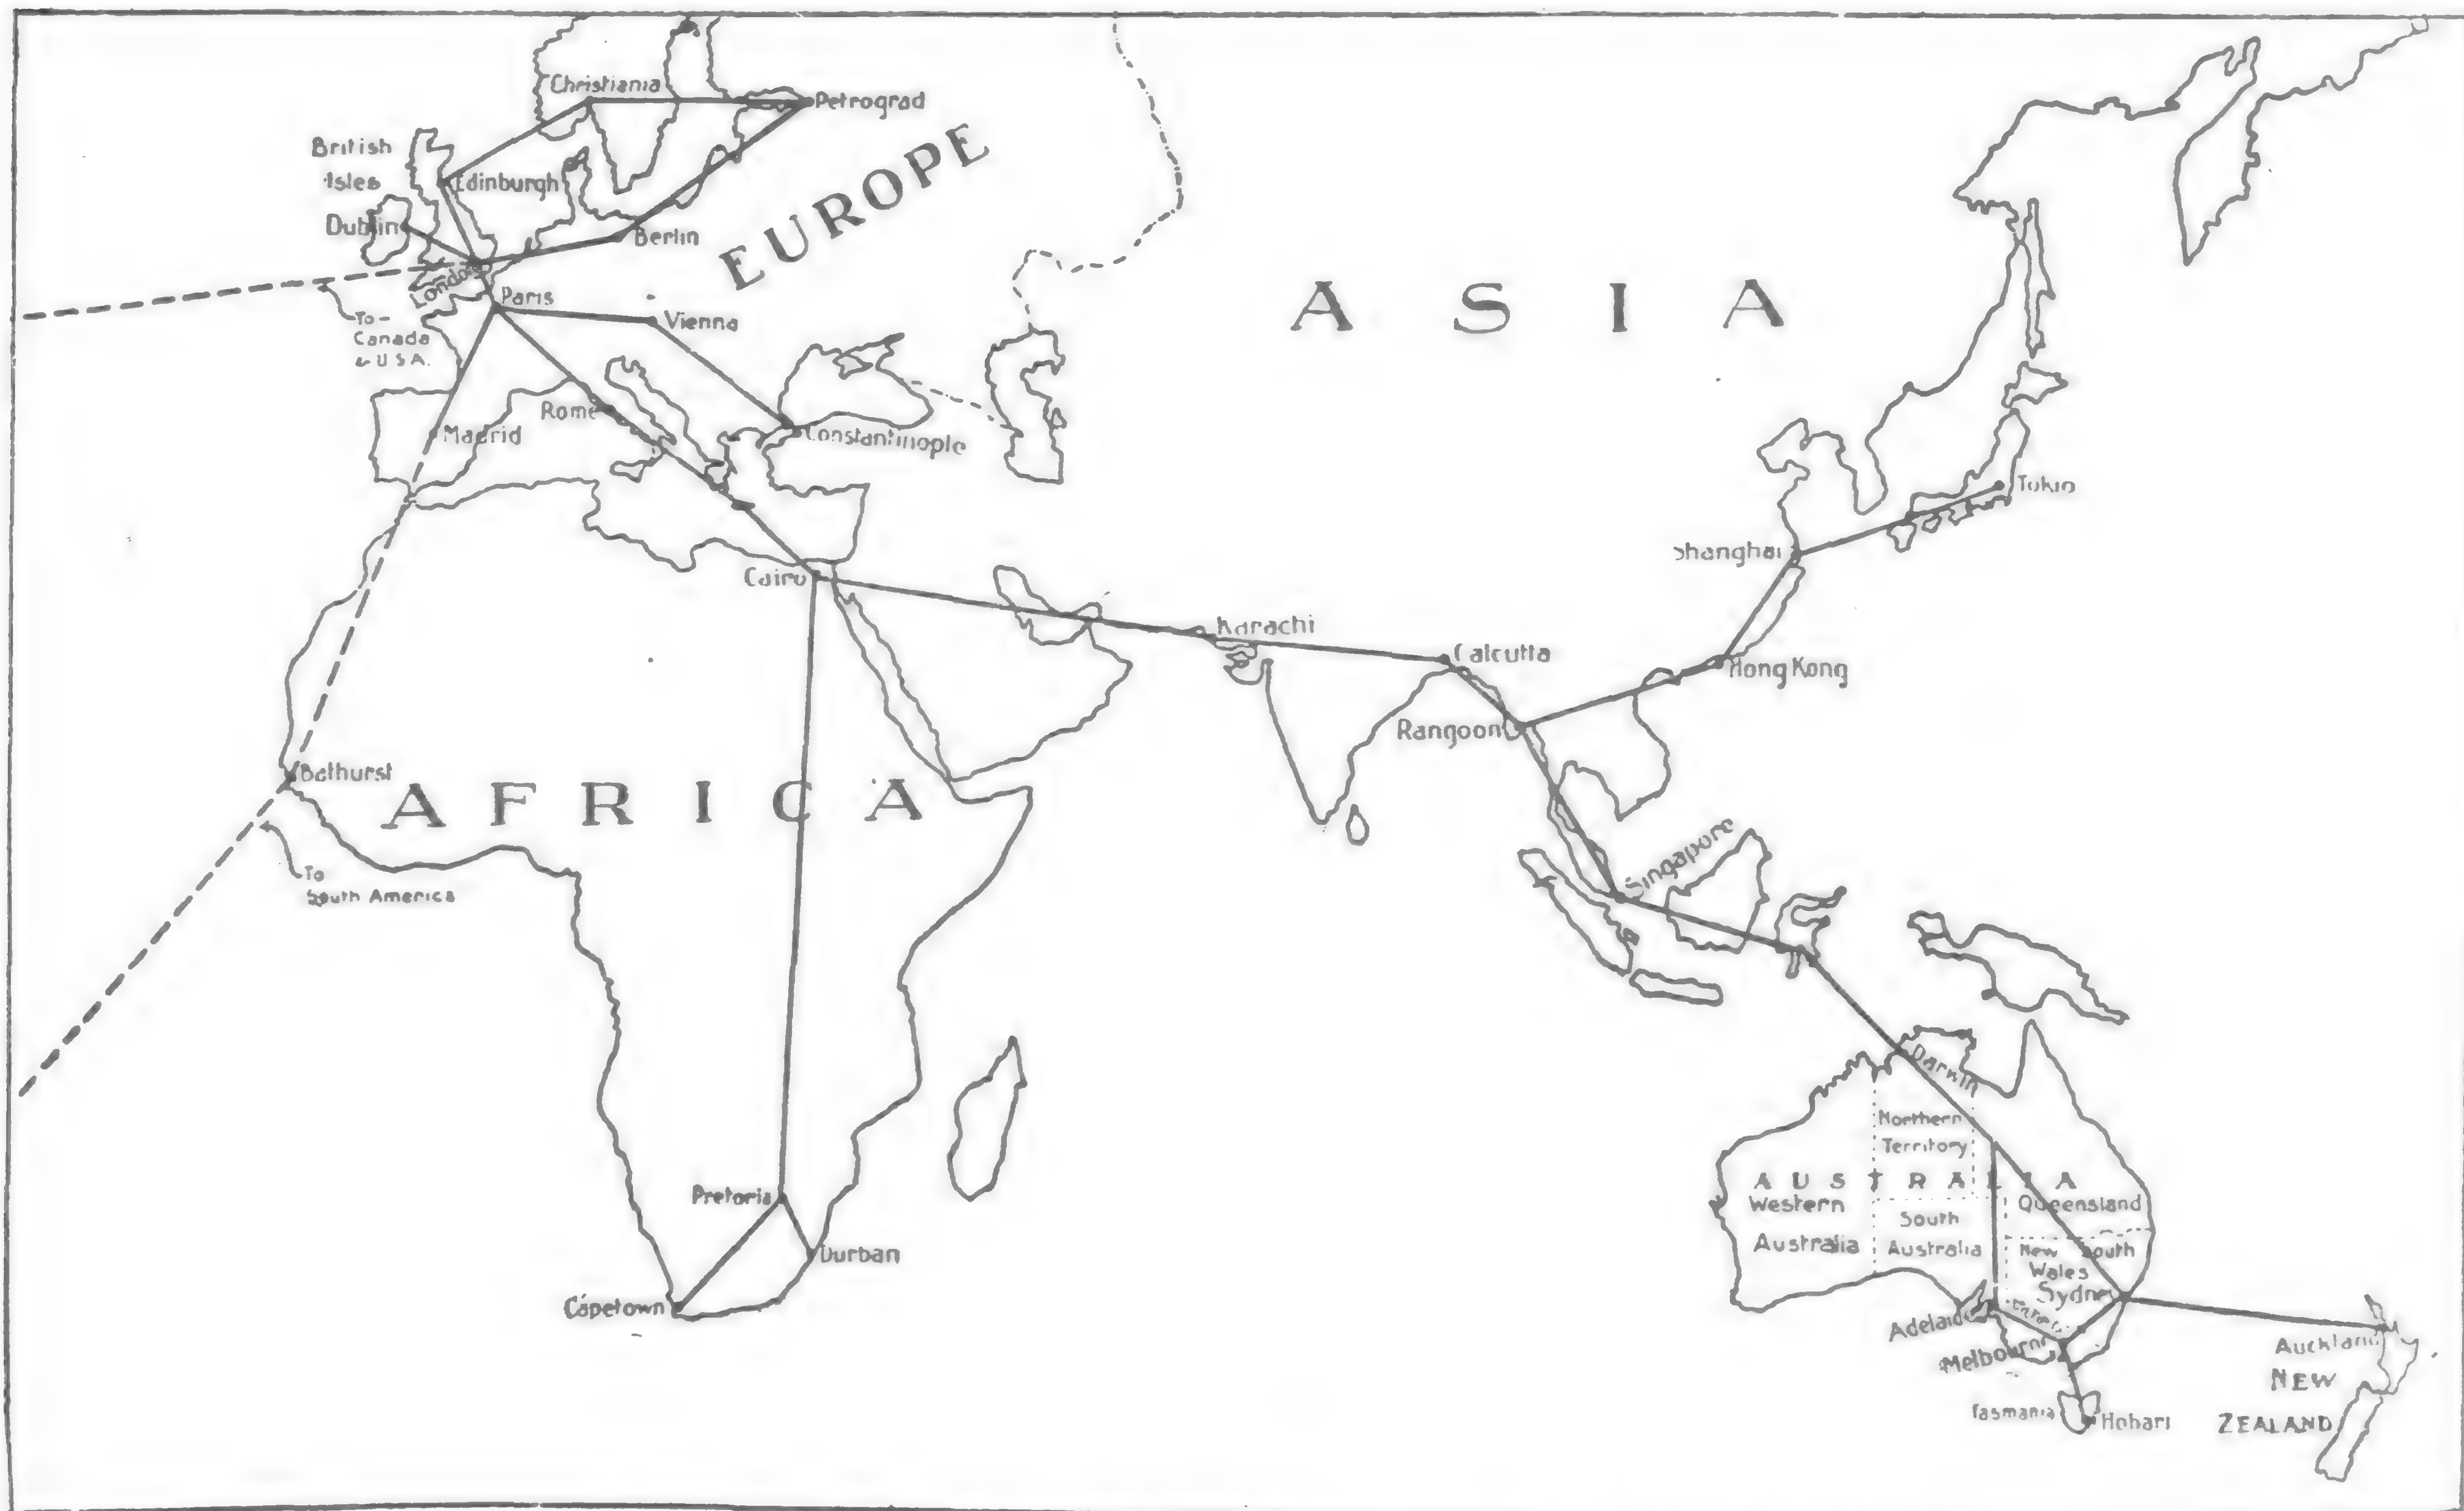 Christiania
Petrograd
British
Isles
Edinburgh
Dublin
Berlin
London
EUROPE
Paris
To-
Canada
& U S A.
Vienna
ASIA
Rome
Madrid
Constantinople
Tokio
Shanghai
Cairo
Karachi
Calcutta
Hong Kong
Rangoon
Bathurst
AFRICA
To
South America
Singapore
Darwin
Northern
Territory
AUSTRALIA
Western
Australia
South
Australia
Queensland
New South
Wales
Sydney
Pretoria
Durban
Capetown
Adelaide
Melbourne
Auckland
NEW
ZEALAND
Tasmania
Hobart